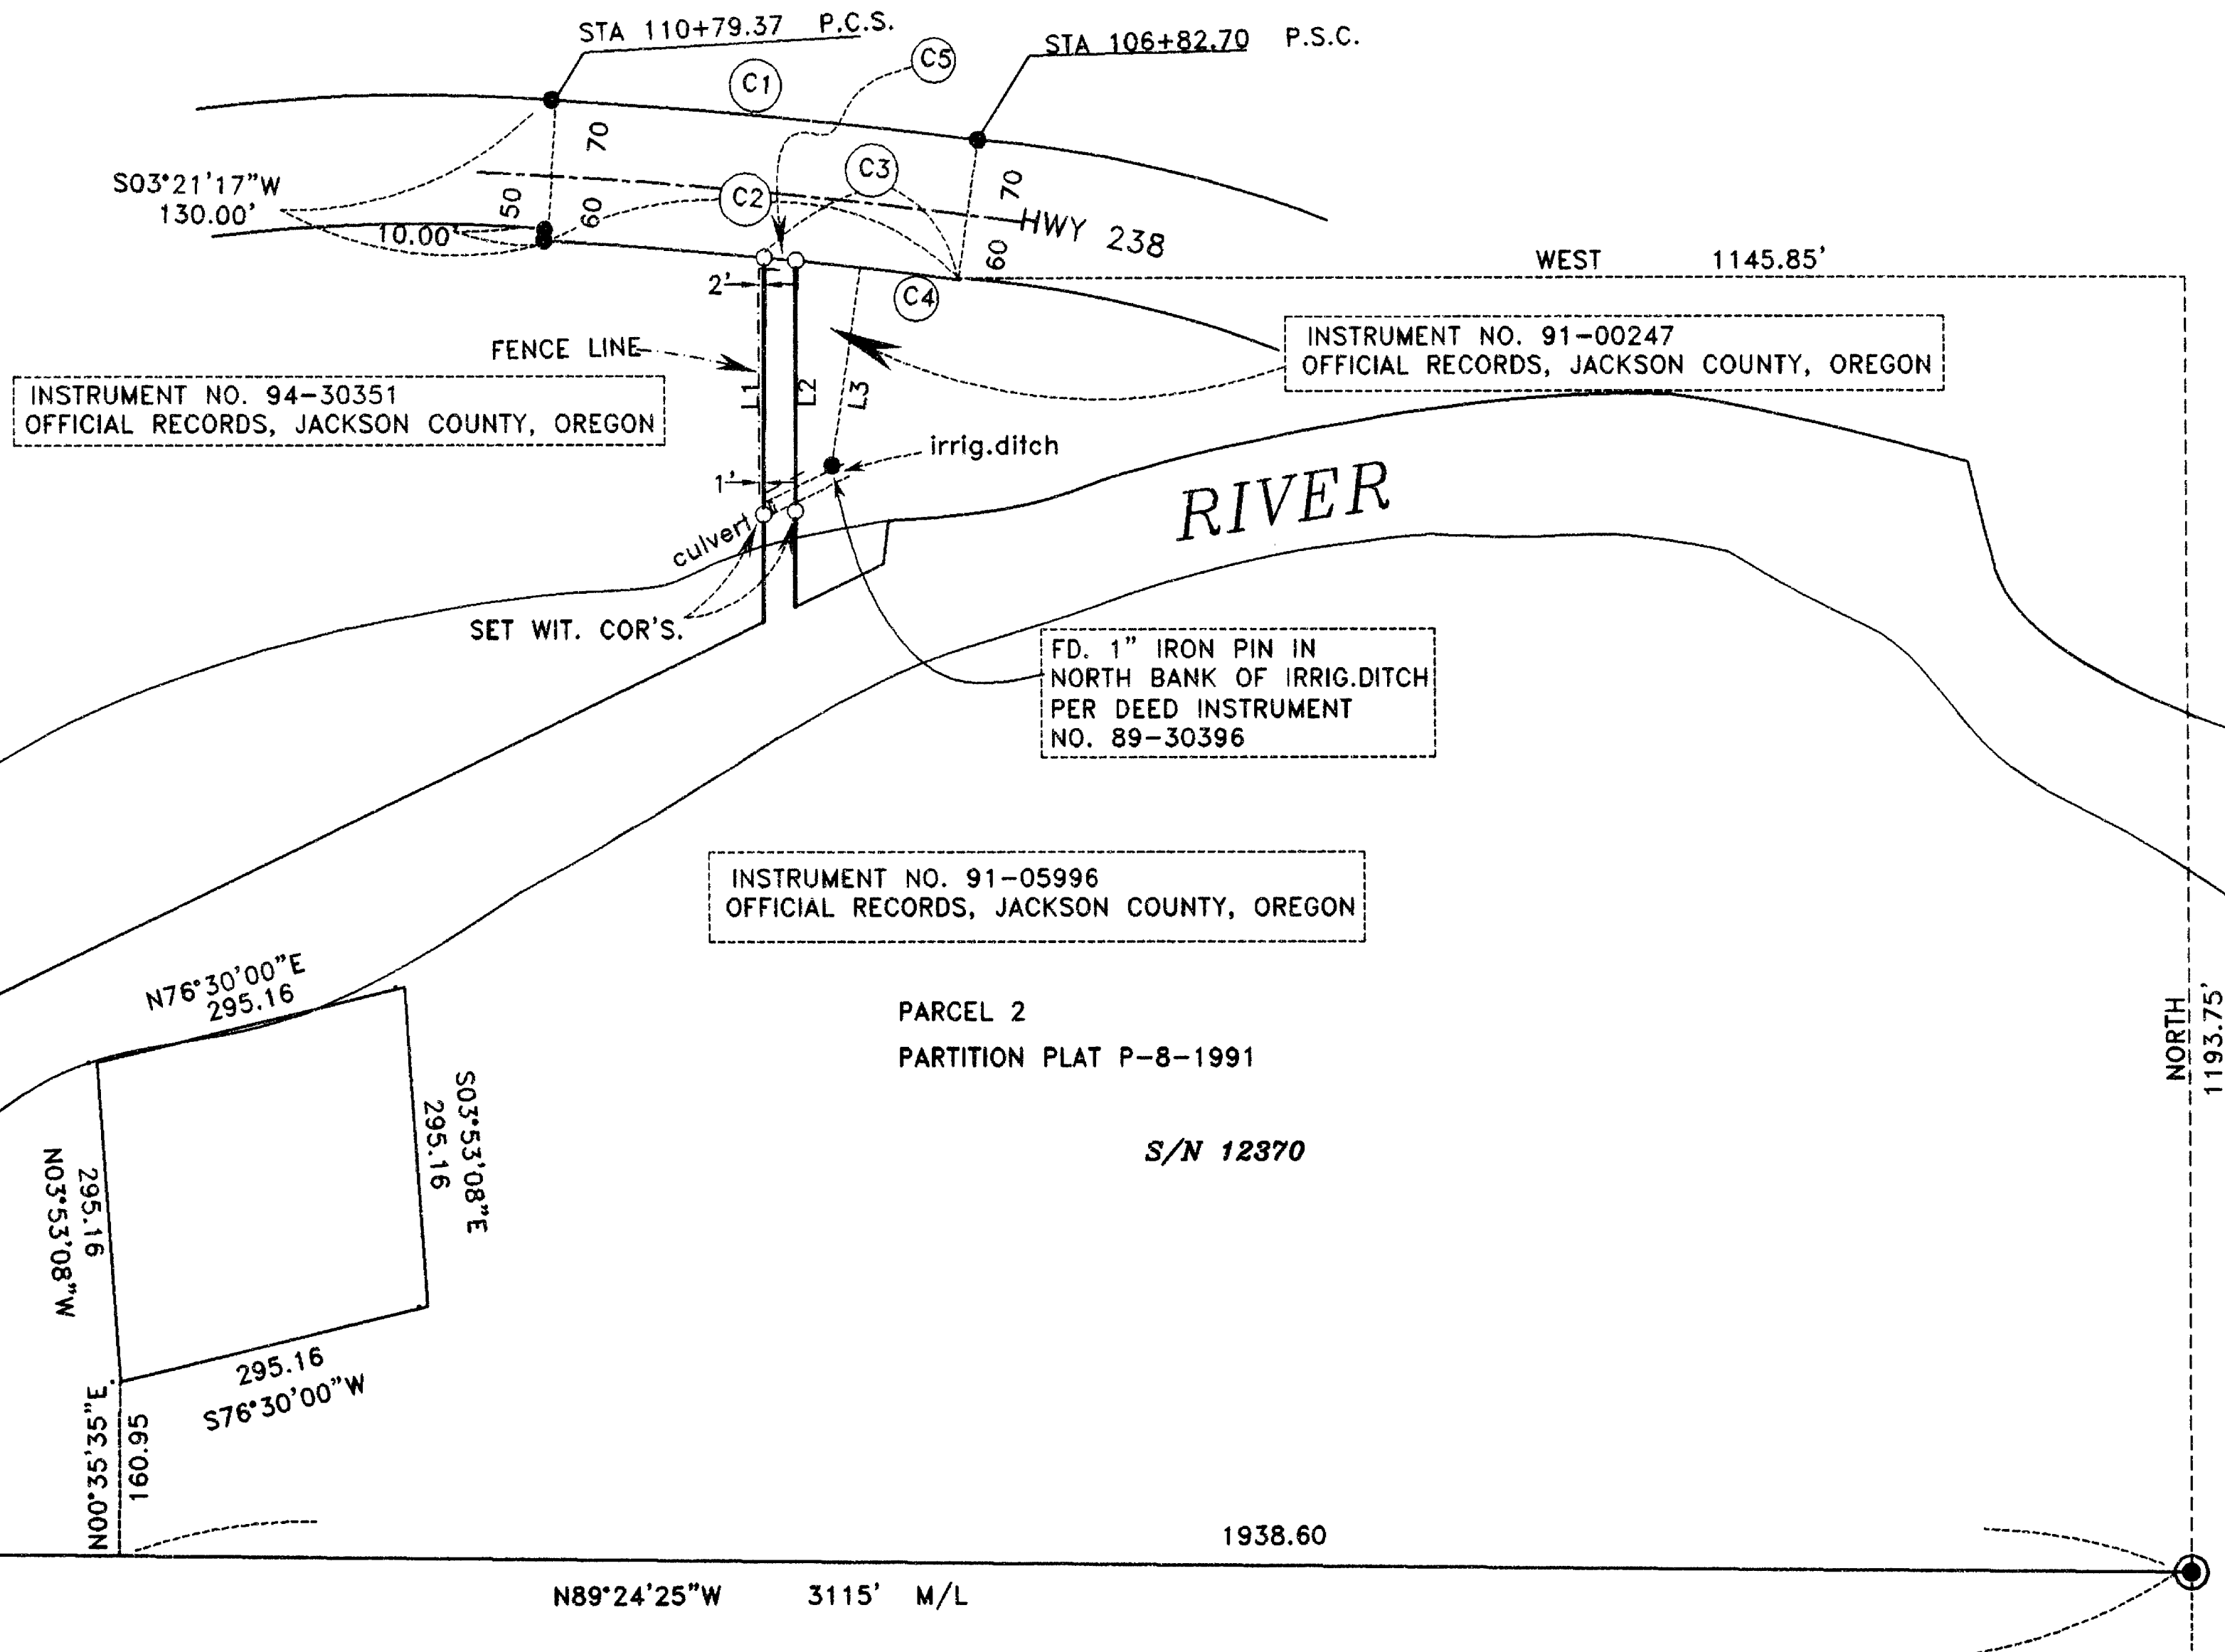 STA 110+79.37 P.C.S.
STA 106+82.70 P.S.C.
C5
C1
70
S03°21'17"W
130.00'
C3
70
50
C2
60
10.00'
HWY 238
60
WEST 1145.85'
2'
C4
INSTRUMENT NO. 91-00247
OFFICIAL RECORDS, JACKSON COUNTY, OREGON
FENCE LINE
INSTRUMENT NO. 94-30351
OFFICIAL RECORDS, JACKSON COUNTY, OREGON
L1
L2
L3
irrig.ditch
1'
RIVER
culvert
SET WIT. COR'S.
FD. 1" IRON PIN IN
NORTH BANK OF IRRIG.DITCH
PER DEED INSTRUMENT
NO. 89-30396
INSTRUMENT NO. 91-05996
OFFICIAL RECORDS, JACKSON COUNTY, OREGON
N76°30'00"E
295.16
PARCEL 2
PARTITION PLAT P-8-1991
NORTH
1193.75'
S03°53'08"E
295.16
S/N 12370
295.16
N03°53'08"W
295.16
S76°30'00"W
N00°35'35"E
160.95
1938.60
N89°24'25"W 3115' M/L